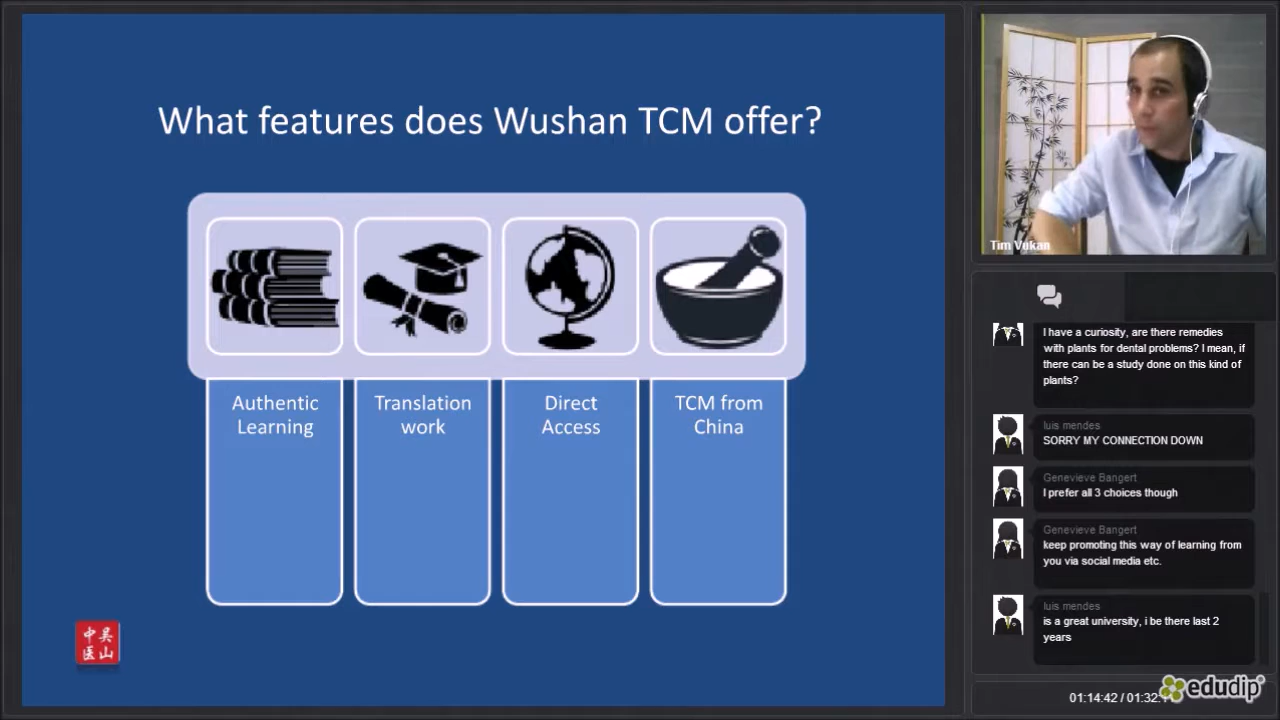 What features does Wushan TCM offer?
Authentic
Learning
Translation
work
Direct
Access
TCM from
China
中吴
医山
Tim Vukan
I have a curiosity, are there remedies
with plants for dental problems? I mean, if
there can be a study done on this kind of
plants?
luis mendes
SORRY MY CONNECTION DOWN
Genevieve Bangert
I prefer all 3 choices though
Genevieve Bangert
keep promoting this way of learning from
you via social media etc.
luis mendes
is a great university, i be there last 2
years
edudip
01:14:42 / 01:32: